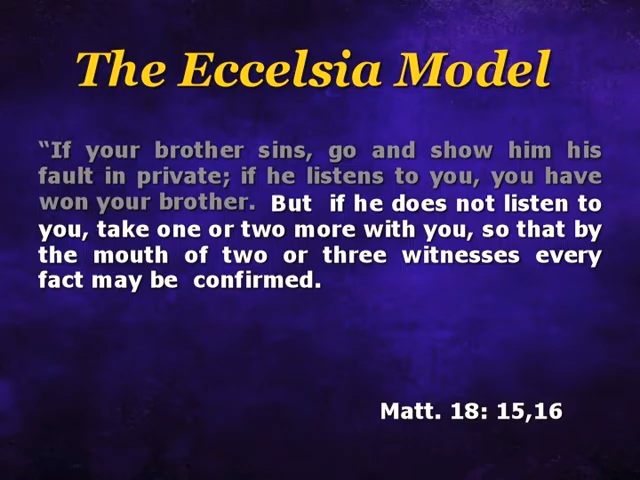 The Eccelsia Model
“If your brother sins, go and show him his
fault in private; if he listens to you, you have
won your brother. But if he does not listen to
you, take one or two more with you, so that by
the mouth of two or three witnesses every
fact may be confirmed.
Matt. 18: 15,16